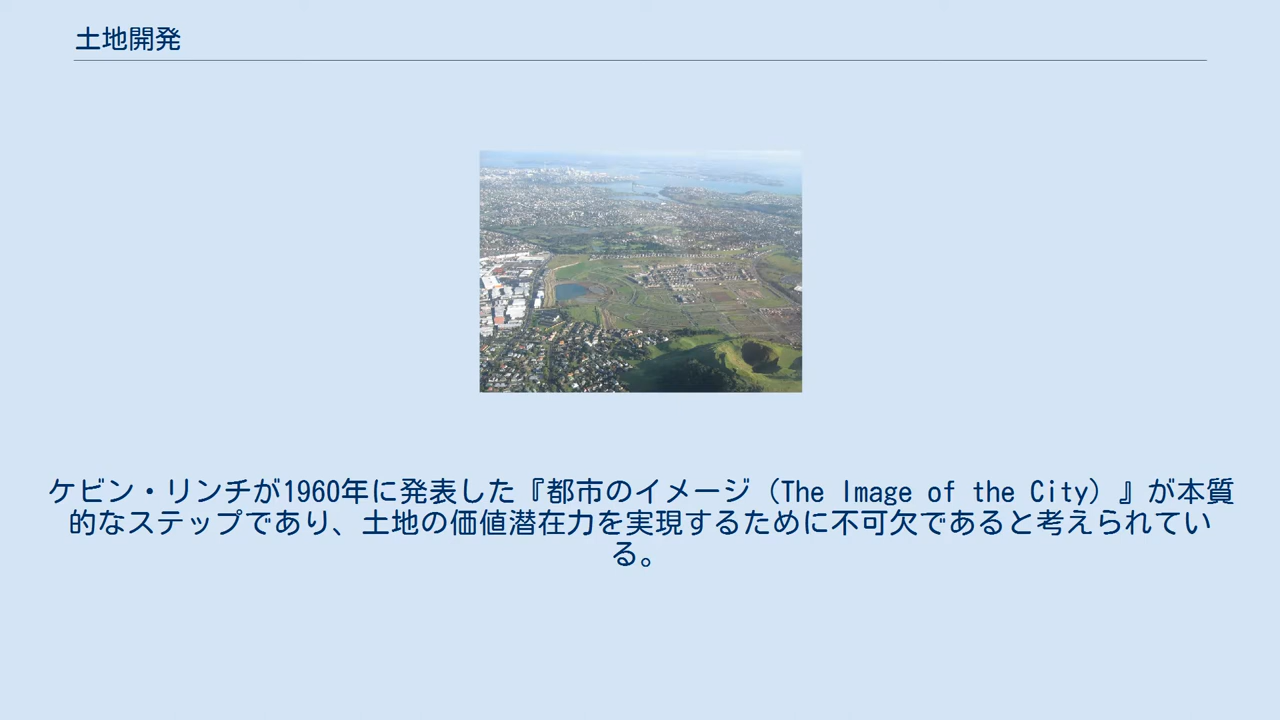 土地開発
ケビン・リンチが1960年に発表した『都市のイメージ（The Image of the City）』が本質
的なステップであり、土地の価値潜在力を実現するために不可欠であると考えられてい
る。